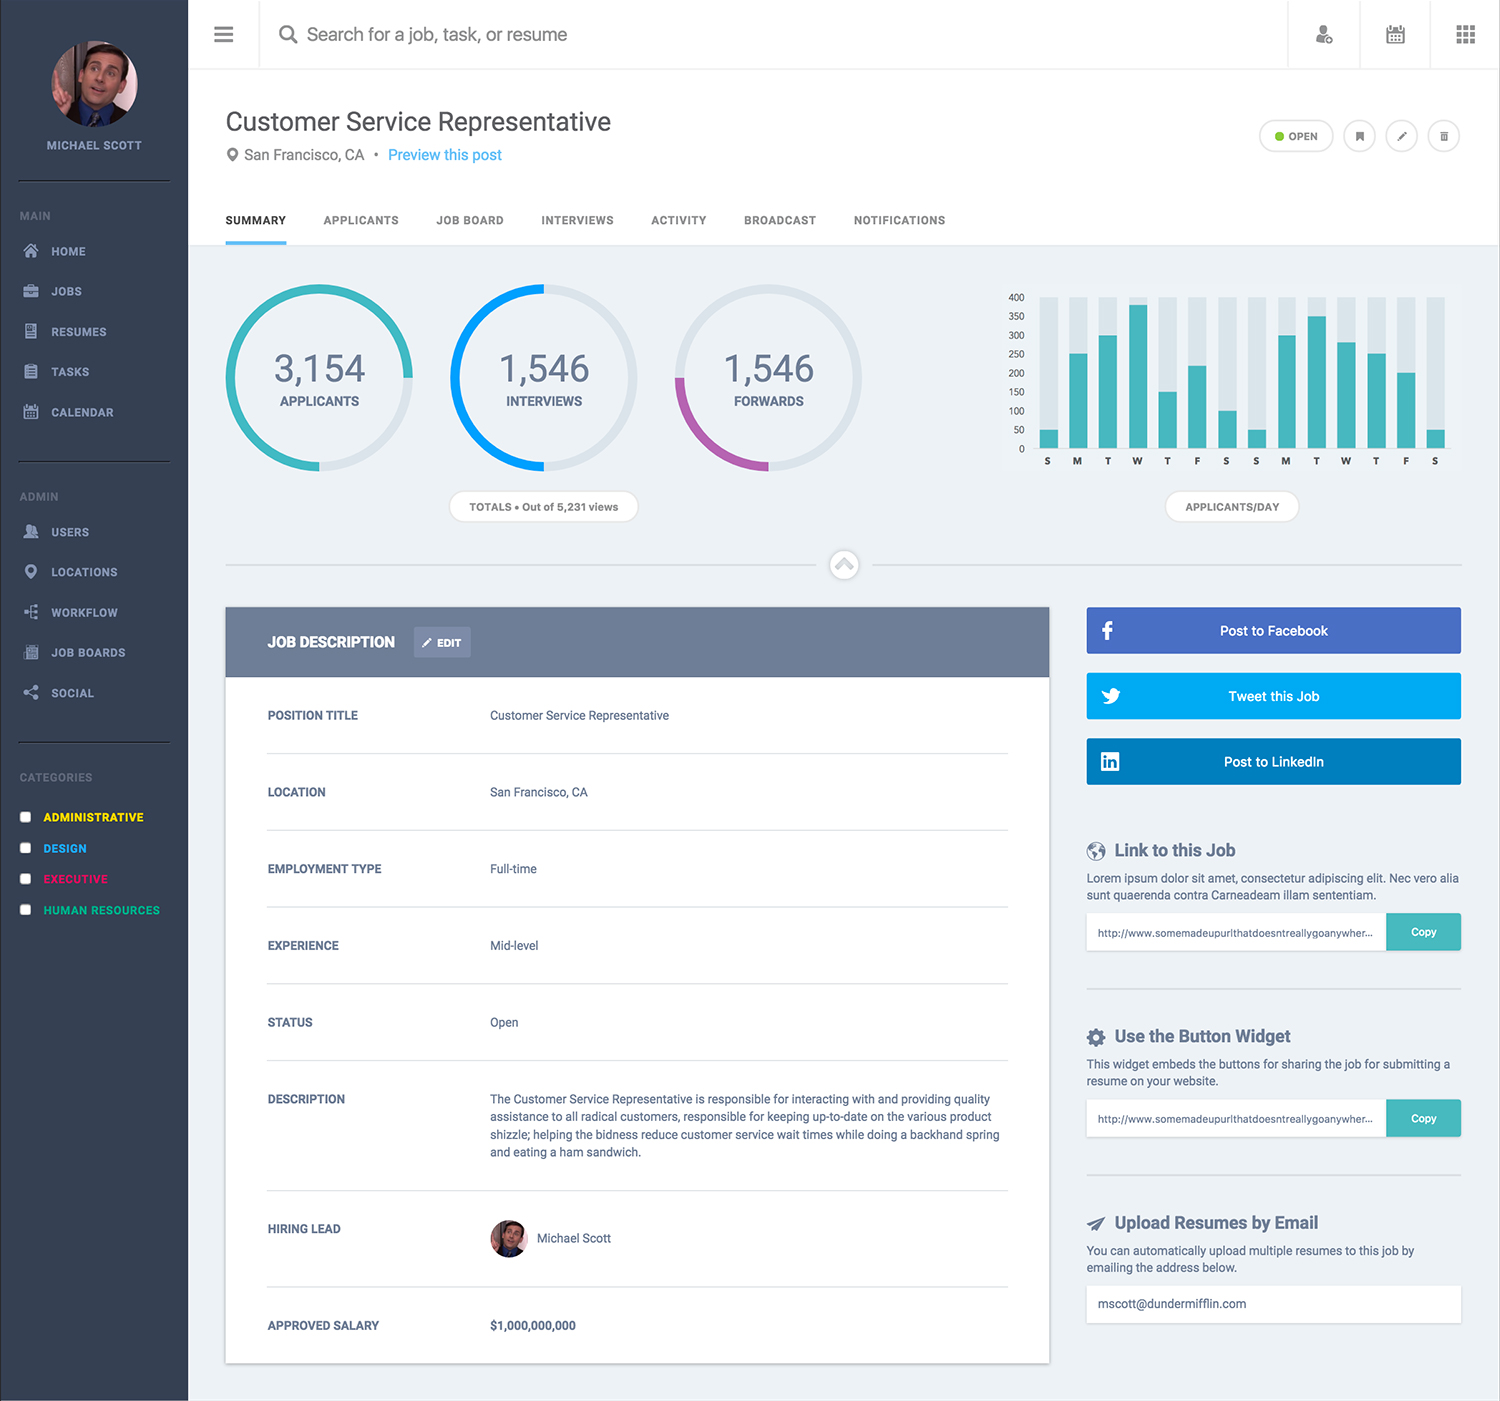 MICHAEL SCOTT
MAIN
HOME
JOBS
RESUMES
TASKS
CALENDAR
ADMIN
USERS
LOCATIONS
WORKFLOW
JOB BOARDS
SOCIAL
CATEGORIES
ADMINISTRATIVE
DESIGN
EXECUTIVE
HUMAN RESOURCES
Search for a job, task, or resume
Customer Service Representative
San Francisco, CA • Preview this post
OPEN
SUMMARY APPLICANTS JOB BOARD INTERVIEWS ACTIVITY BROADCAST NOTIFICATIONS
3,154
APPLICANTS
1,546
INTERVIEWS
1,546
FORWARDS
TOTALS • Out of 5,231 views
400
350
300
250
200
150
100
50
0
S M T W T F S S M T W T F S
APPLICANTS/DAY
JOB DESCRIPTION EDIT
POSITION TITLE Customer Service Representative
LOCATION San Francisco, CA
EMPLOYMENT TYPE Full-time
EXPERIENCE Mid-level
STATUS Open
DESCRIPTION The Customer Service Representative is responsible for interacting with and providing quality
assistance to all radical customers, responsible for keeping up-to-date on the various product
shizzle; helping the bidness reduce customer service wait times while doing a backhand spring
and eating a ham sandwich.
HIRING LEAD Michael Scott
APPROVED SALARY $1,000,000,000
Post to Facebook
Tweet this Job
in Post to LinkedIn
Link to this Job
Lorem ipsum dolor sit amet, consectetur adipiscing elit. Nec vero alia
sunt quaerenda contra Carneadeam illam sententiam.
http://www.somemadeupurlthatdoesntreallygoanywher... Copy
Use the Button Widget
This widget embeds the buttons for sharing the job for submitting a
resume on your website.
http://www.somemadeupurlthatdoesntreallygoanywher... Copy
Upload Resumes by Email
You can automatically upload multiple resumes to this job by
emailing the address below.
mscott@dundermifflin.com